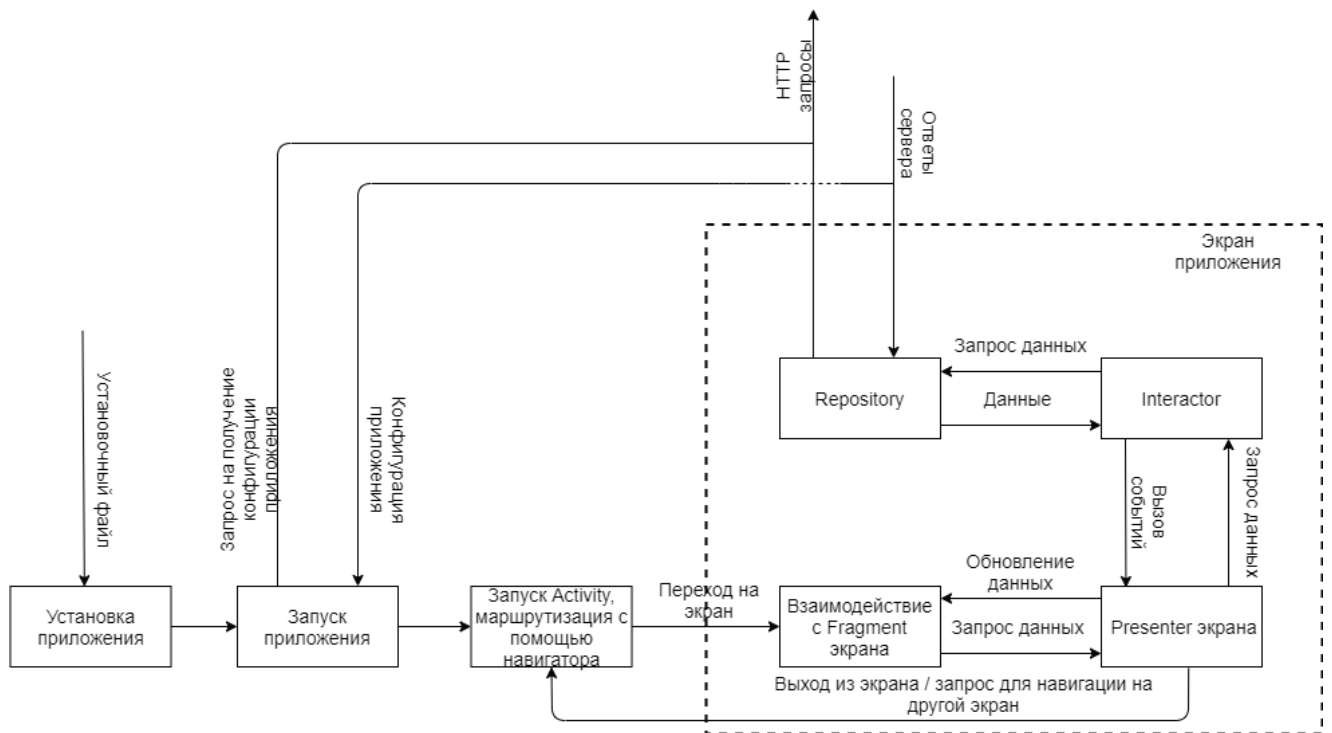 HTTP
запросы
Ответы
сервера
Экран
приложения
Установочный файл
Запрос на получение
конфигурации
приложения
Конфигурация
приложения
Запрос данных
Repository
Данные
Interactor
Вызов
событий
Запрос данных
Установка
приложения
Запуск
приложения
Запуск Activity,
маршрутизация с
помощью
навигатора
Переход на
экран
Обновление
данных
Взаимодействие
с Fragment
экрана
Запрос данных
Presenter экрана
Выход из экрана / запрос для навигации на
другой экран